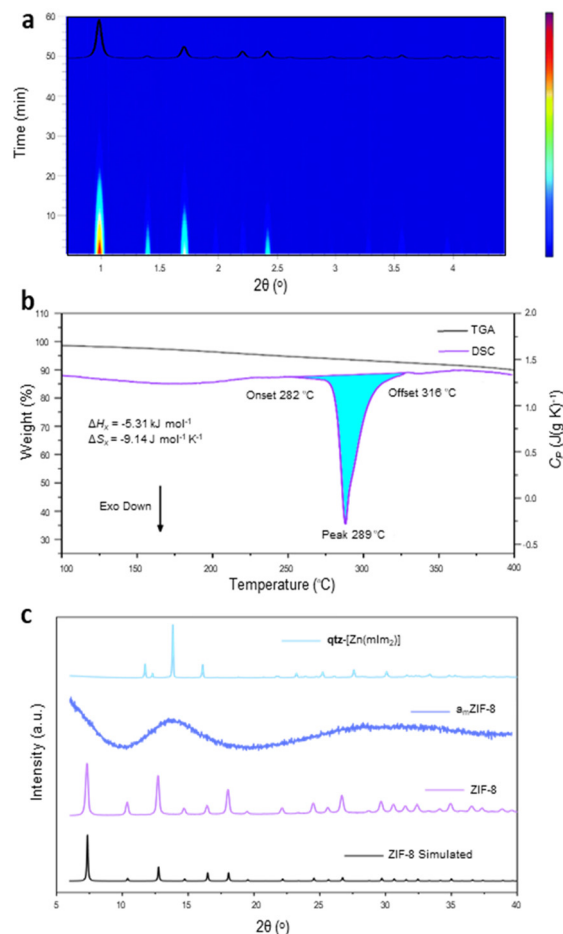 a
60
50
40
30
20
10
Time (min)
1
1.5
2
2.5
3
3.5
4
2θ (°)
b
110
100
90
80
70
60
50
40
30
Weight (%)
2.0
1.5
1.0
0.5
0.0
-0.5
C_P (J(g K)⁻¹)
TGA
DSC
Onset 282 °C
Offset 316 °C
ΔHₓ = -5.31 kJ mol⁻¹
ΔSₓ = -9.14 J mol⁻¹ K⁻¹
Exo Down
Peak 289 °C
100
150
200
250
300
350
400
Temperature (°C)
c
qtz-[Zn(mIm₂)]
aₘZIF-8
ZIF-8
ZIF-8 Simulated
Intensity (a.u.)
5
10
15
20
25
30
35
40
2θ (°)